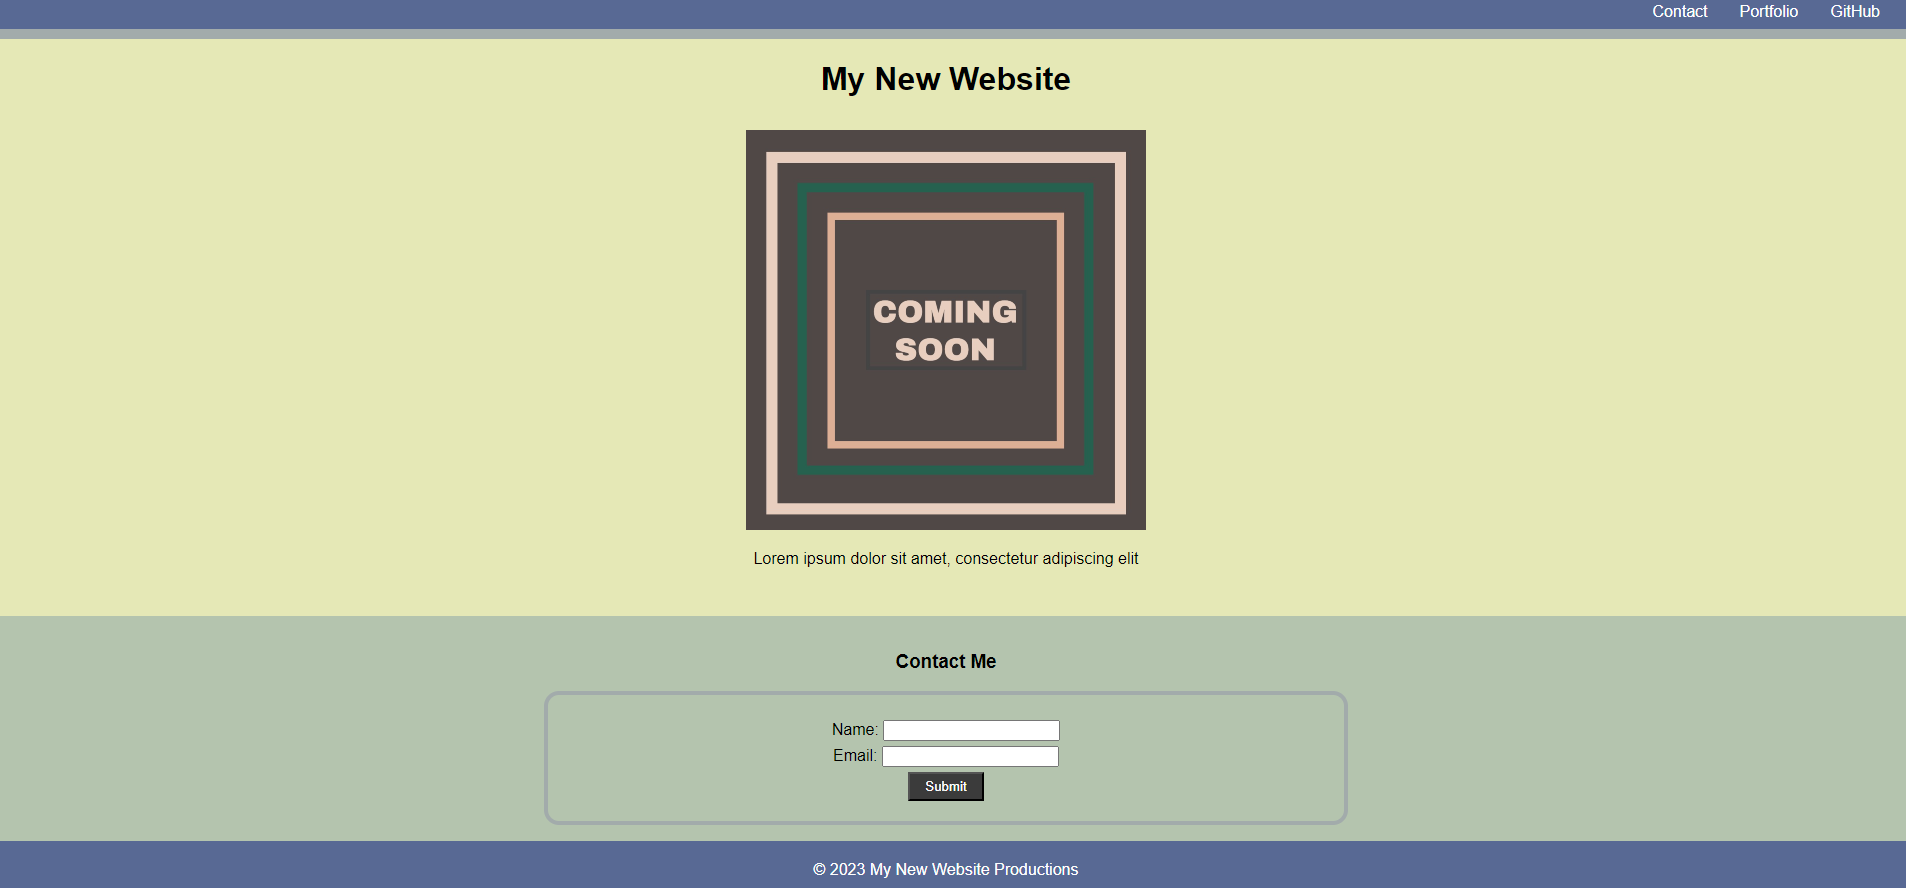 Contact Portfolio GitHub
My New Website
COMING
SOON
Lorem ipsum dolor sit amet, consectetur adipiscing elit
Contact Me
Name:
Email:
Submit
© 2023 My New Website Productions